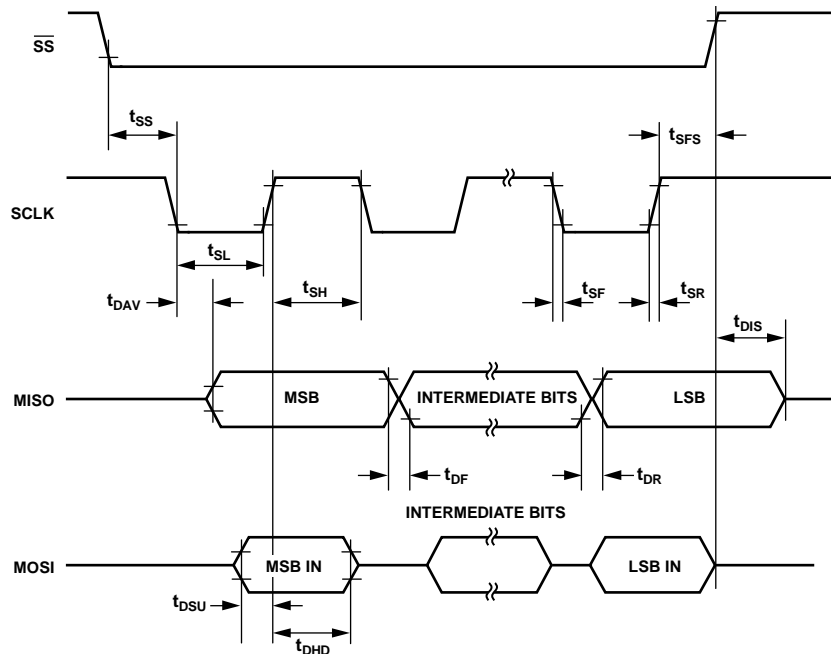 SS
tSS
tSFS
SCLK
tSL
tSH
tSF
tSR
tDAV
tDIS
MISO
MSB
INTERMEDIATE BITS
LSB
tDF
tDR
INTERMEDIATE BITS
MOSI
MSB IN
LSB IN
tDSU
tDHD